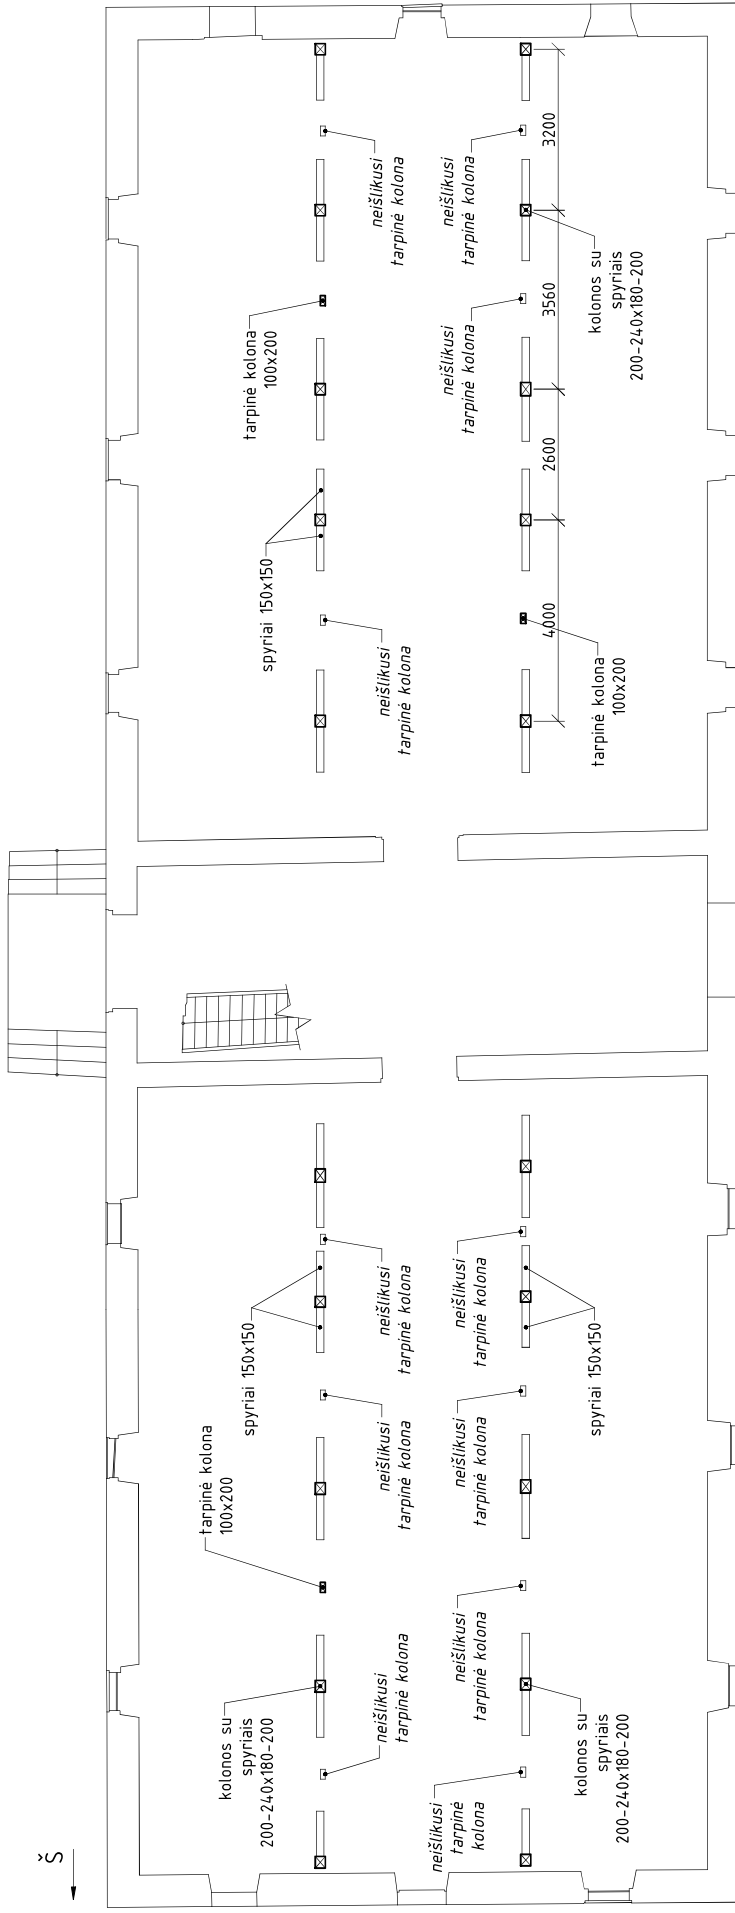 neišlikusi
tarpinė kolona
neišlikusi
tarpinė kolona
3200
kolonos su
spyriais
200-240x180-200
3560
tarpinė kolona
100x200
neišlikusi
tarpinė kolona
2600
spyriai 150x150
neišlikusi
tarpinė kolona
4000
tarpinė kolona
100x200
spyriai 150x150
neišlikusi
tarpinė kolona
neišlikusi
tarpinė kolona
spyriai 150x150
tarpinė kolona
100x200
neišlikusi
tarpinė kolona
neišlikusi
tarpinė kolona
neišlikusi
tarpinė kolona
kolonos su
spyriais
200-240x180-200
neišlikusi
tarpinė kolona
neišlikusi
tarpinė
kolona
kolonos su
spyriais
200-240x180-200
Š